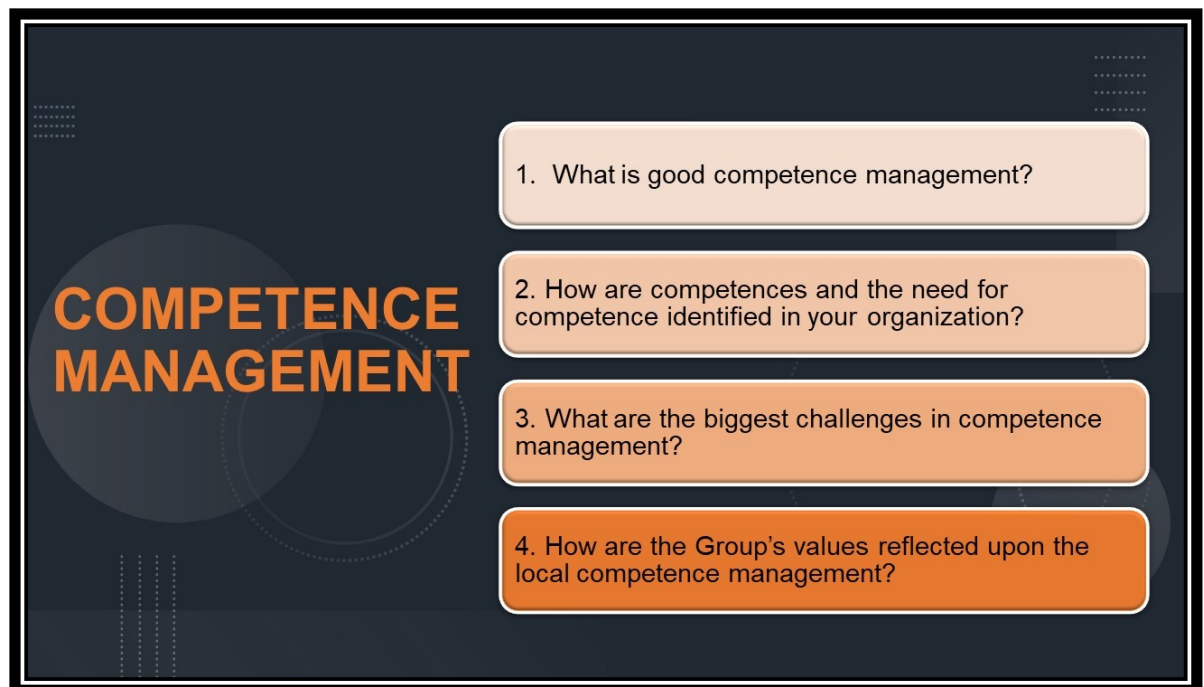 COMPETENCE
MANAGEMENT
1. What is good competence management?
2. How are competences and the need for
competence identified in your organization?
3. What are the biggest challenges in competence
management?
4. How are the Group’s values reflected upon the
local competence management?